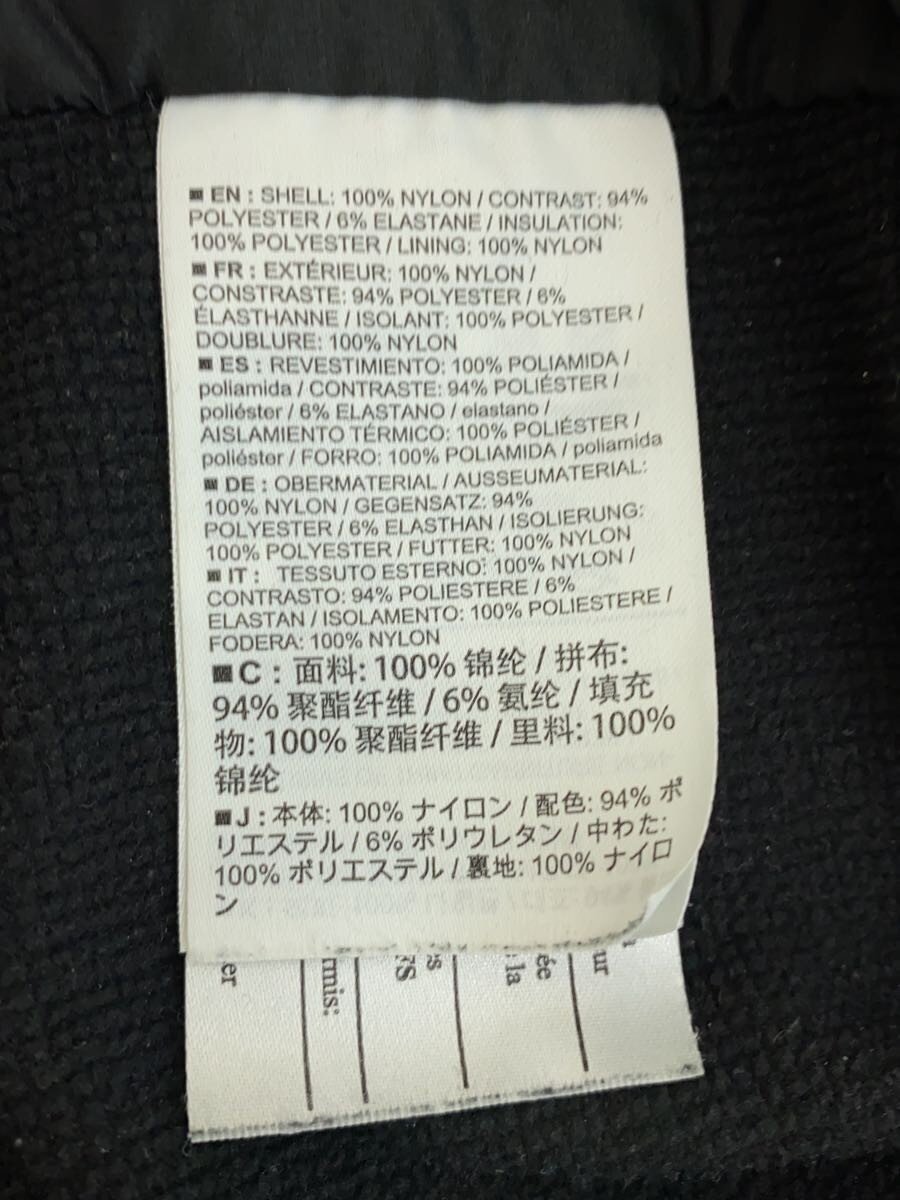 EN : SHELL: 100% NYLON / CONTRAST: 94%
POLYESTER / 6% ELASTANE / INSULATION:
100% POLYESTER / LINING: 100% NYLON
FR : EXTÉRIEUR: 100% NYLON /
CONSTRASTE: 94% POLYESTER / 6%
ÉLASTHANNE / ISOLANT: 100% POLYESTER /
DOUBLURE: 100% NYLON
ES : REVESTIMIENTO: 100% POLIAMIDA /
poliamida / CONTRASTE: 94% POLIÉSTER /
poliéster / 6% ELASTANO / elastano /
AISLAMIENTO TÉRMICO: 100% POLIÉSTER /
poliéster / FORRO: 100% POLIAMIDA / poliamida
DE : OBERMATERIAL / AUSSEUMATERIAL:
100% NYLON / GEGENSATZ: 94%
POLYESTER / 6% ELASTHAN / ISOLIERUNG:
100% POLYESTER / FUTTER: 100% NYLON
IT : TESSUTO ESTERNO: 100% NYLON /
CONTRASTO: 94% POLIESTERE / 6%
ELASTAN / ISOLAMENTO: 100% POLIESTERE /
FODERA: 100% NYLON
C : 面料: 100% 锦纶 / 拼布:
94% 聚酯纤维 / 6% 氨纶 / 填充
物: 100% 聚酯纤维 / 里料: 100%
锦纶
J : 本体: 100% ナイロン / 配色: 94% ポ
リエステル / 6% ポリウレタン / 中わた:
100% ポリエステル / 裏地: 100% ナイロ
ン